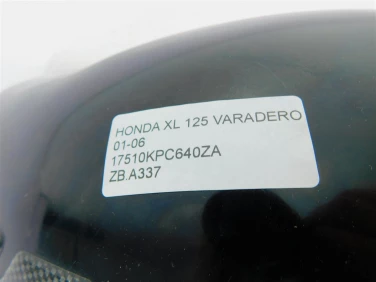 HONDA XL 125 VARADERO
01-06
17510KPC640ZA
ZB.A337